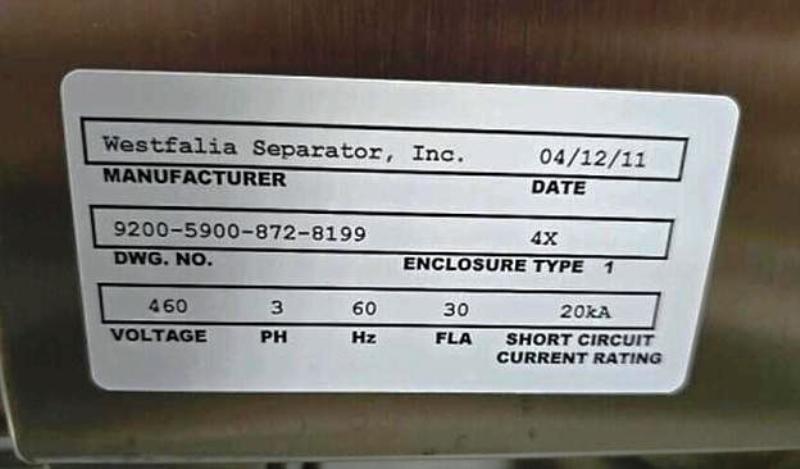 Westfalia Separator, Inc. 04/12/11
MANUFACTURER DATE
9200-5900-872-8199 4X
DWG. NO. ENCLOSURE TYPE 1
460 3 60 30 20kA
VOLTAGE PH Hz FLA SHORT CIRCUIT
CURRENT RATING